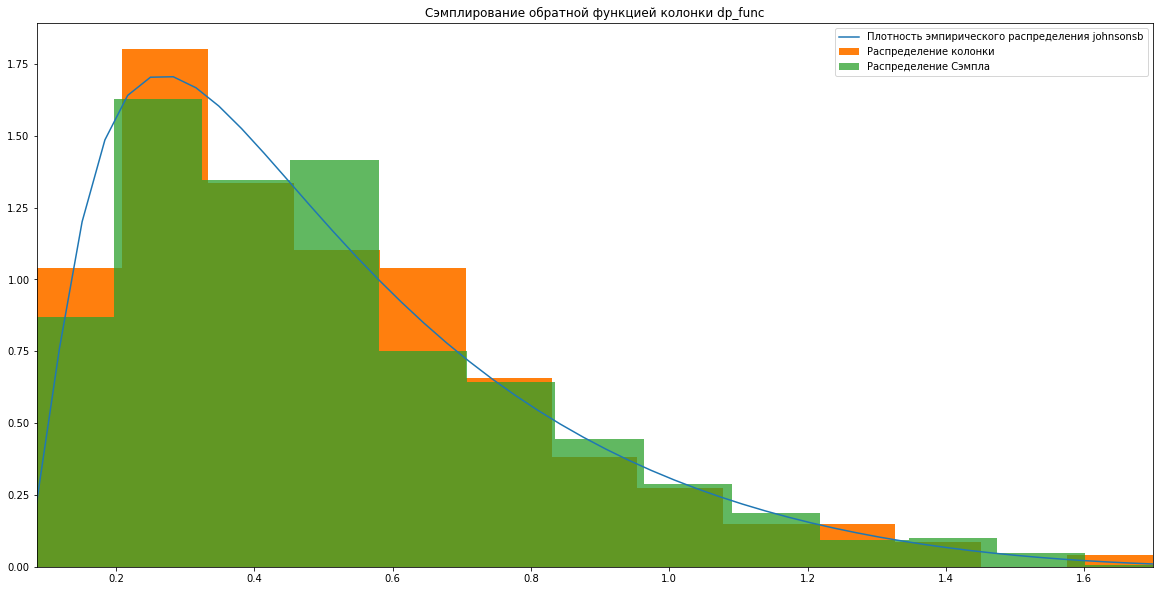 Сэмплирование обратной функцией колонки dp_func
Плотность эмпирического распределения johnsonsb
Распределение колонки
Распределение Сэмпла
1.75
1.50
1.25
1.00
0.75
0.50
0.25
0.00
0.2 0.4 0.6 0.8 1.0 1.2 1.4 1.6